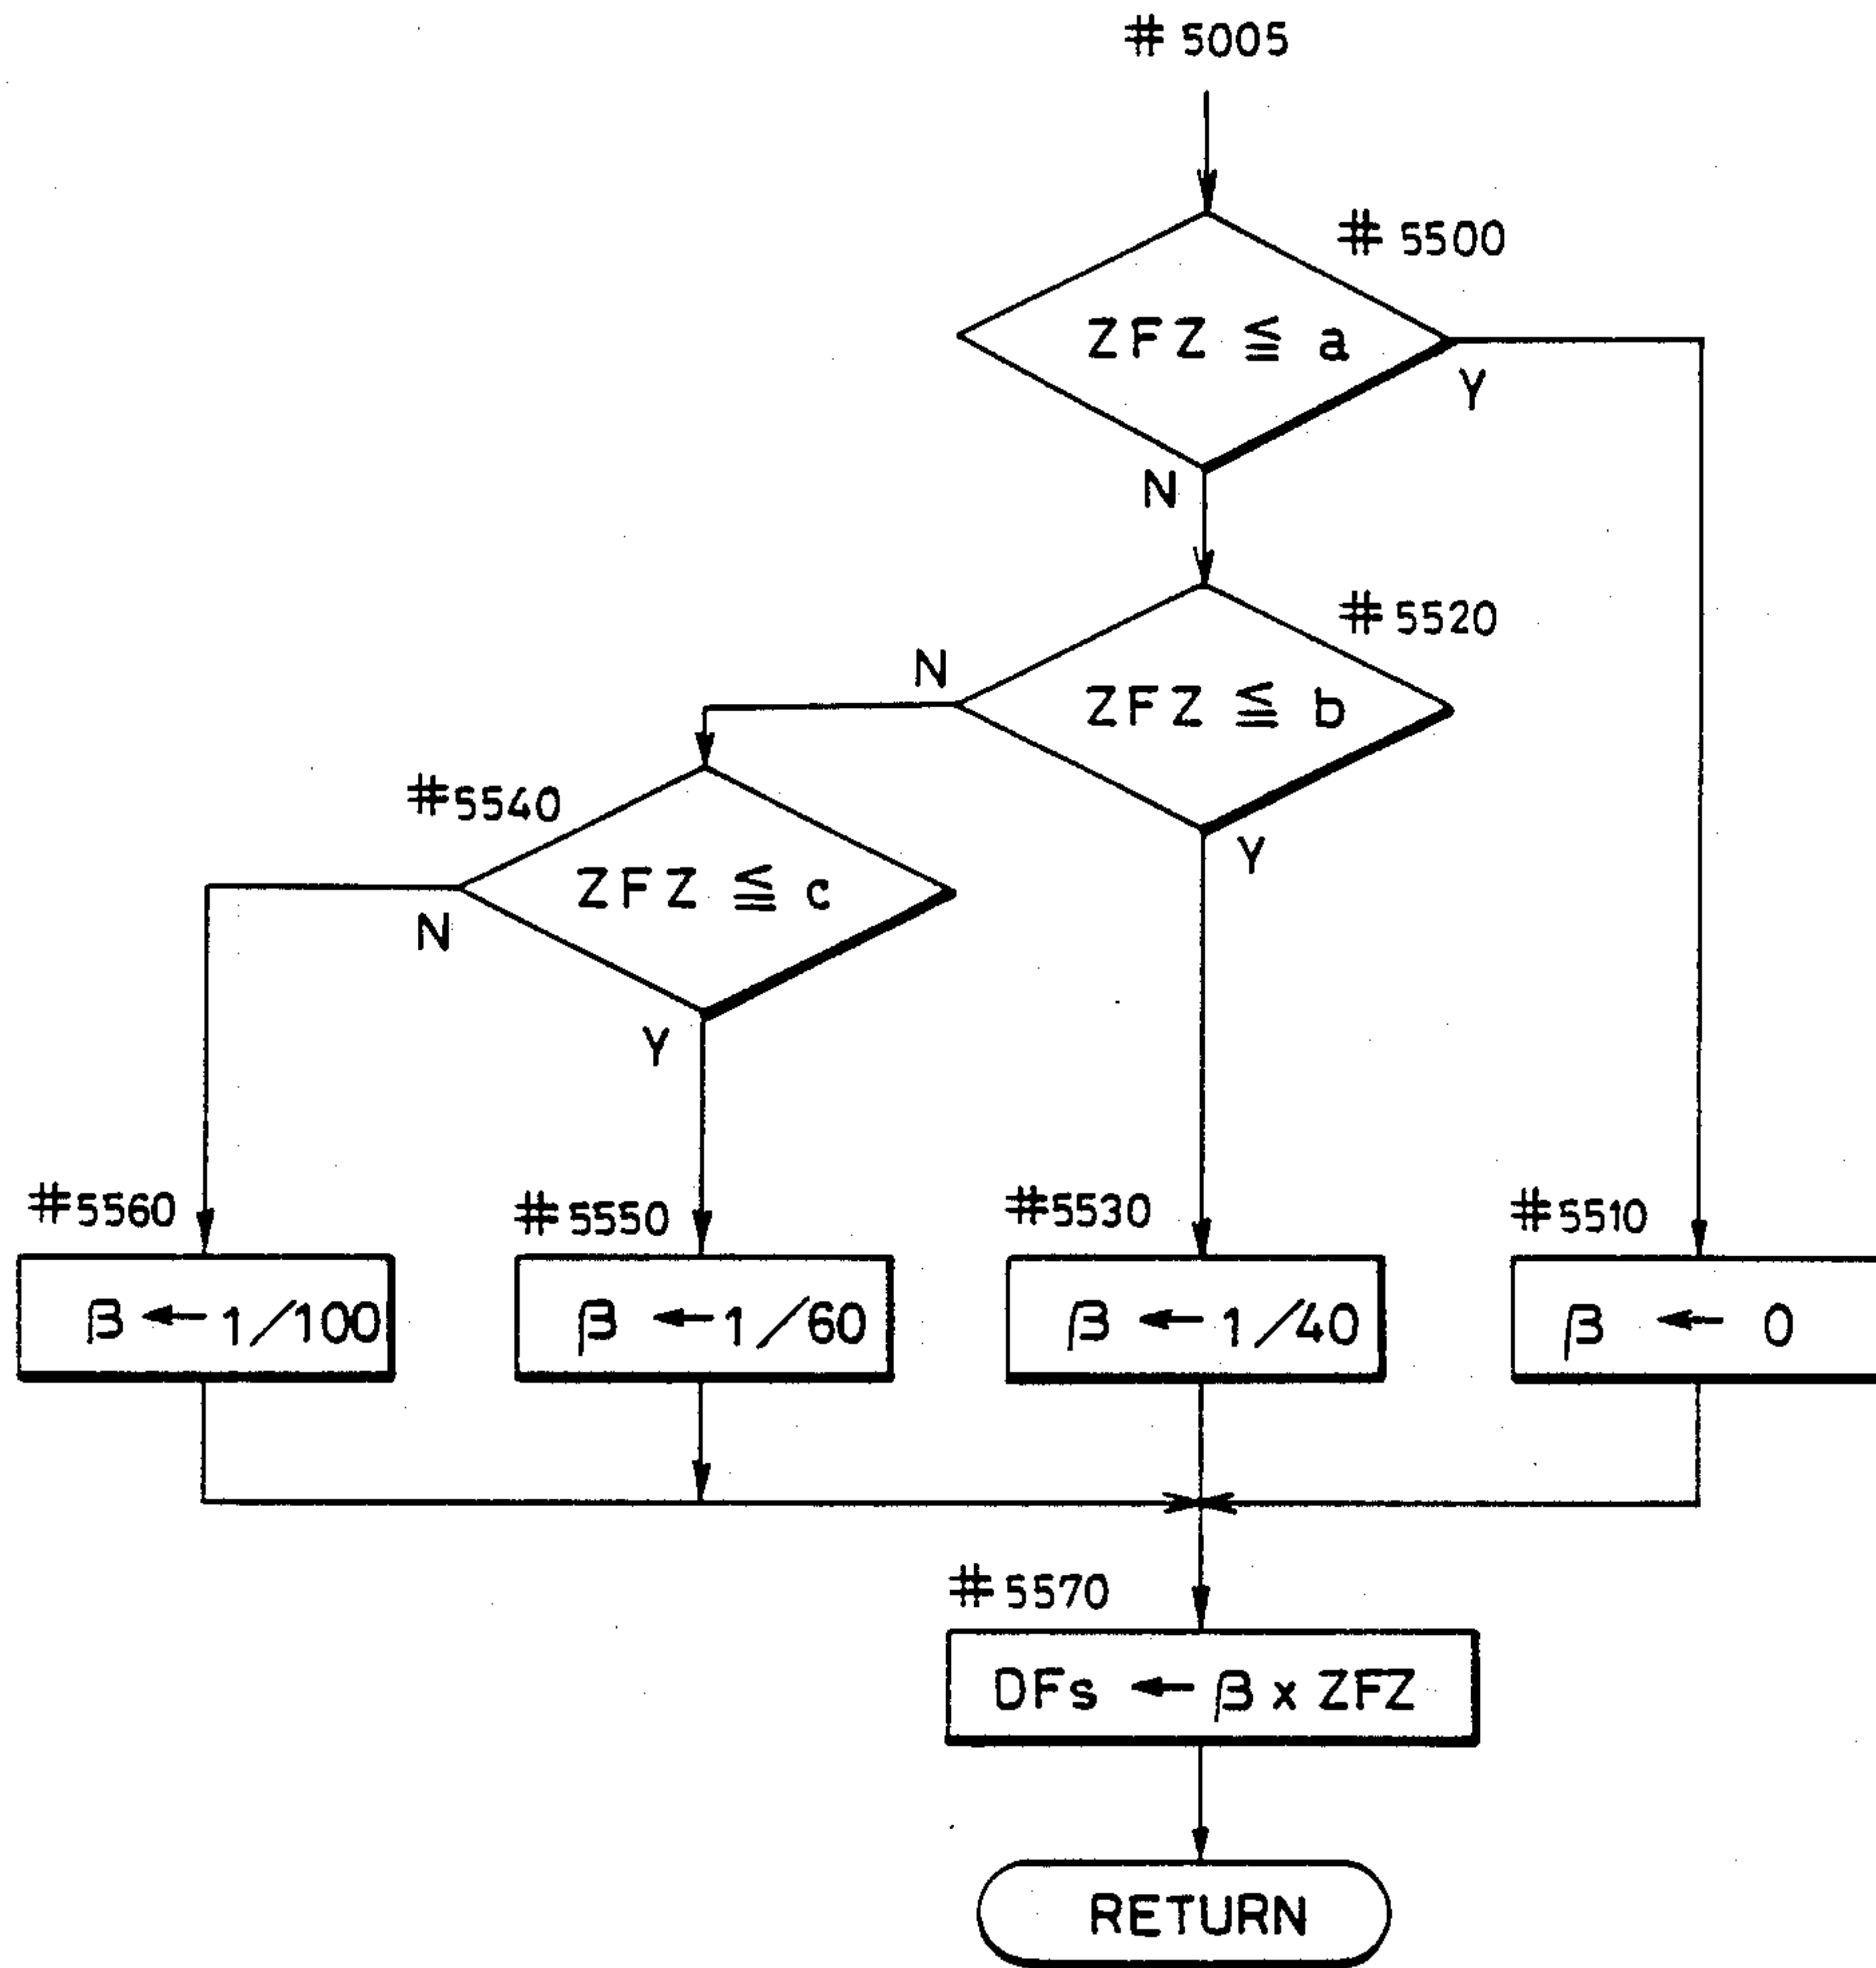 # 5005
# 5500
ZFZ ≦ a
Y
N
# 5520
N
ZFZ ≦ b
#5540
Y
ZFZ ≦ c
N
Y
#5560
# 5550
#5530
#5510
β ← 1/100
β ← 1/60
β ← 1/40
β ← 0
# 5570
DFs ← β x ZFZ
RETURN